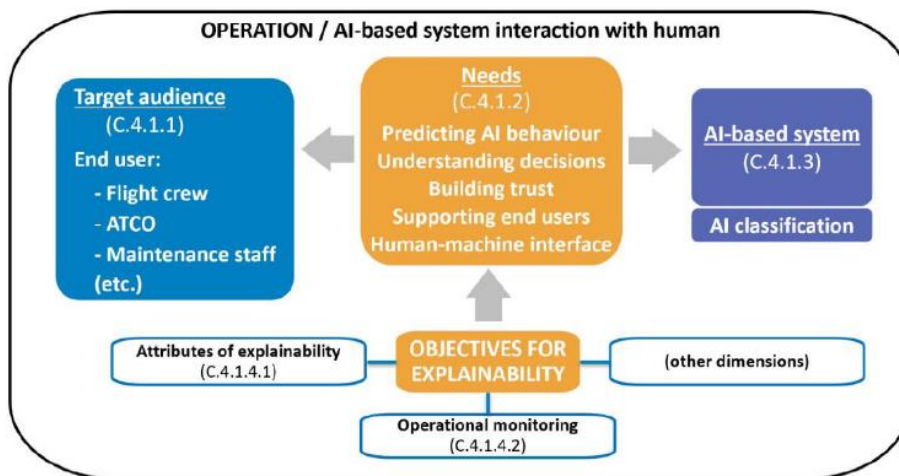 OPERATION / AI-based system interaction with human
Target audience
(C.4.1.1)
End user:
- Flight crew
- ATCO
- Maintenance staff
(etc.)
Needs
(C.4.1.2)
Predicting AI behaviour
Understanding decisions
Building trust
Supporting end users
Human-machine interface
AI-based system
(C.4.1.3)
AI classification
Attributes of explainability
(C.4.1.4.1)
OBJECTIVES FOR
EXPLAINABILITY
(other dimensions)
Operational monitoring
(C.4.1.4.2)